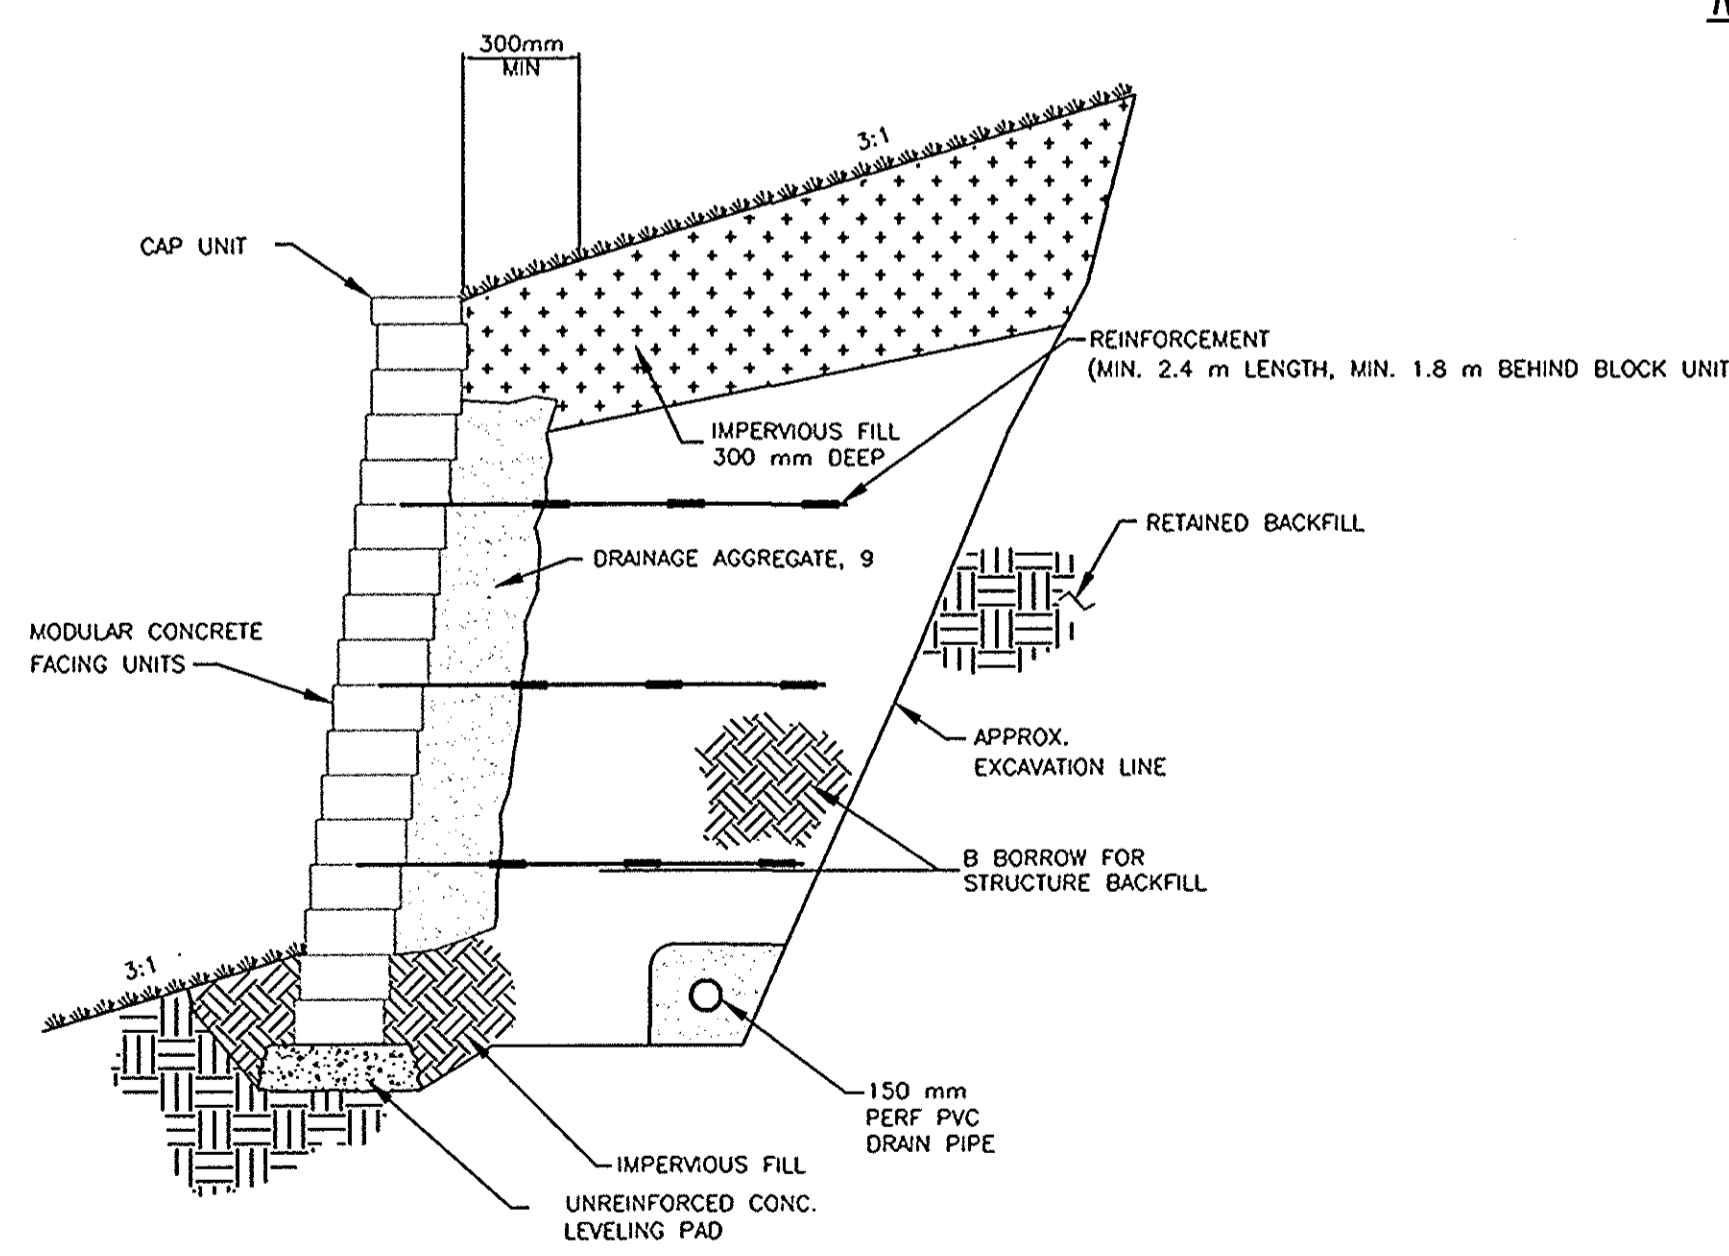 300mm
MIN
3:1
CAP UNIT
REINFORCEMENT
(MIN. 2.4 m LENGTH, MIN. 1.8 m BEHIND BLOCK UNIT
IMPERVIOUS FILL
300 mm DEEP
RETAINED BACKFILL
DRAINAGE AGGREGATE, 9
MODULAR CONCRETE
FACING UNITS
APPROX.
EXCAVATION LINE
B BORROW FOR
STRUCTURE BACKFILL
3:1
150 mm
PERF PVC
DRAIN PIPE
IMPERVIOUS FILL
UNREINFORCED CONC.
LEVELING PAD